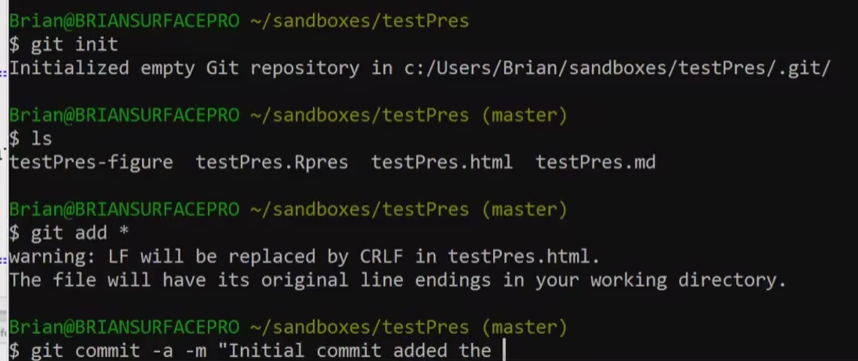 Brian@BRIANSURFACEPRO ~/sandboxes/testPres
$ git init
Initialized empty Git repository in c:/Users/Brian/sandboxes/testPres/.git/
Brian@BRIANSURFACEPRO ~/sandboxes/testPres (master)
$ ls
testPres-figure  testPres.Rpres  testPres.html  testPres.md
Brian@BRIANSURFACEPRO ~/sandboxes/testPres (master)
$ git add *
warning: LF will be replaced by CRLF in testPres.html.
The file will have its original line endings in your working directory.
Brian@BRIANSURFACEPRO ~/sandboxes/testPres (master)
$ git commit -a -m "Initial commit added the